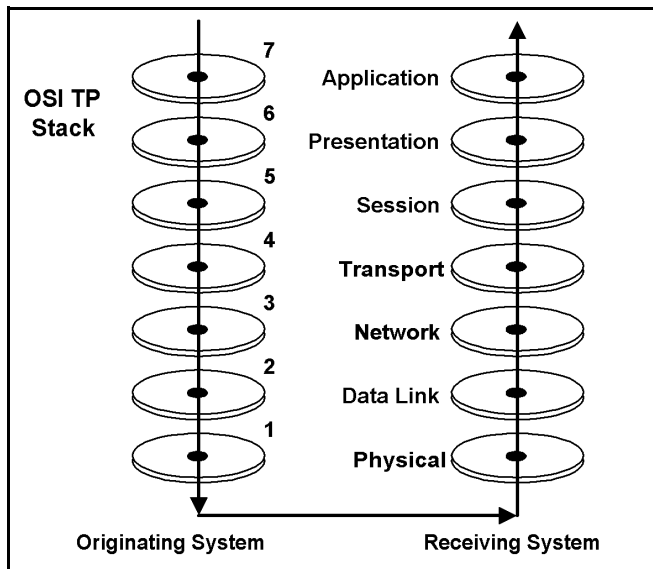 OSI TP
Stack
7
Application
6
Presentation
5
Session
4
Transport
3
Network
2
Data Link
1
Physical
Originating System
Receiving System